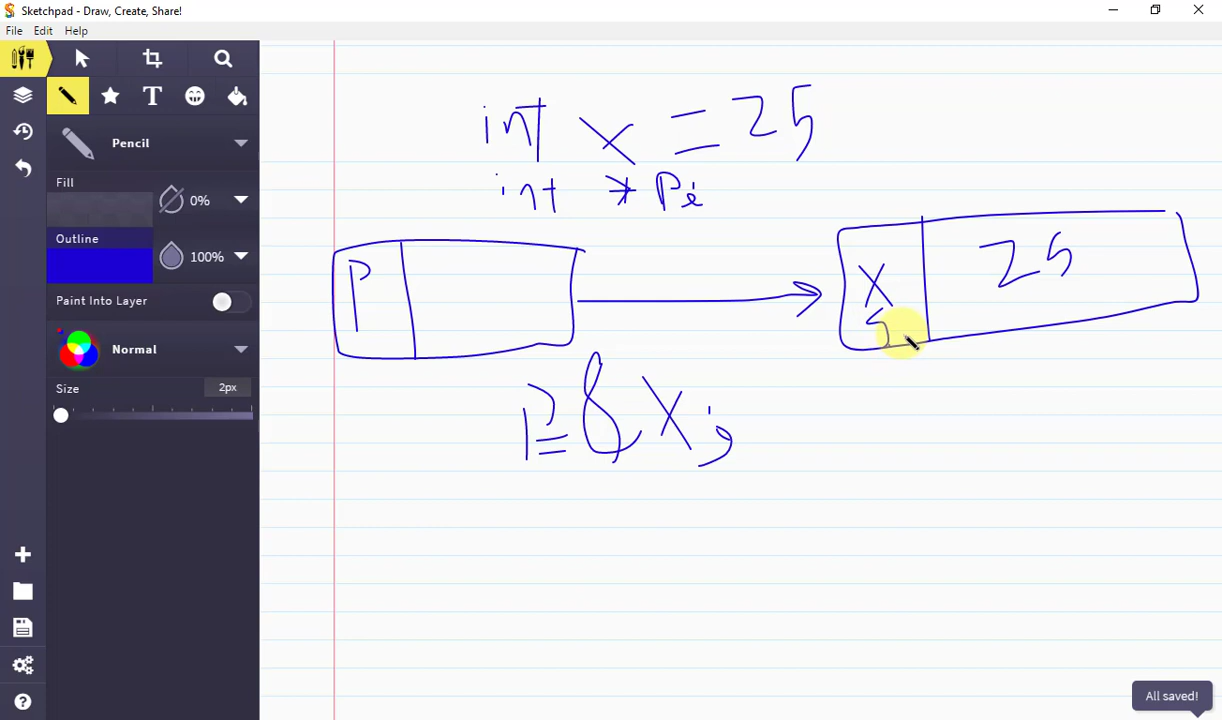 Sketchpad - Draw, Create, Share!
File Edit Help
Pencil
Fill
0%
Outline
100%
Paint Into Layer
Normal
Size
2px
int x = 25
int * P;
P
x
5
25
P=&x;
All saved!